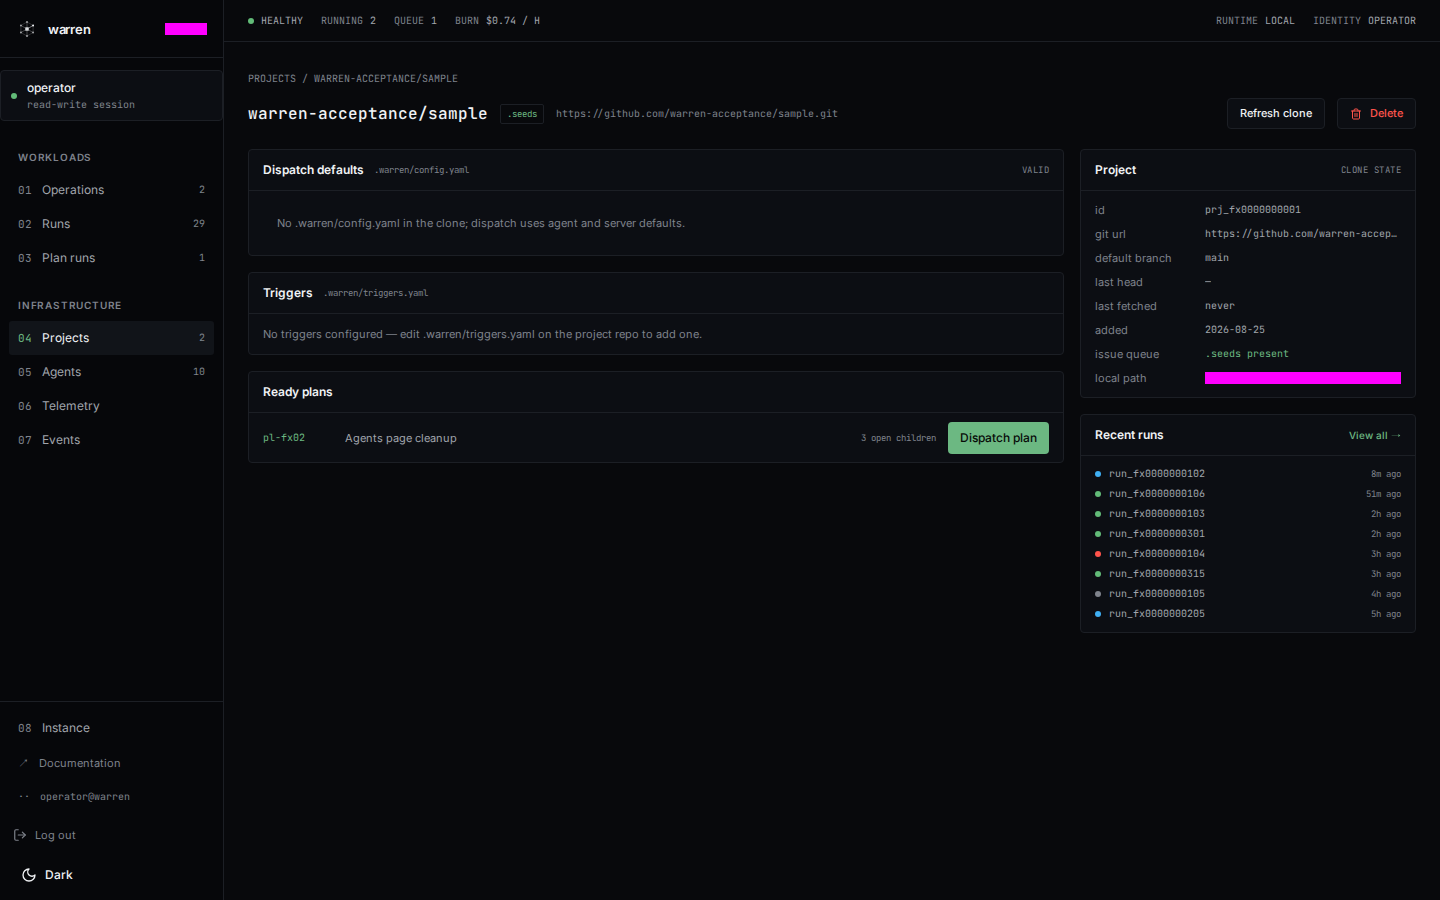 warren
operator
read-write session
WORKLOADS
01 Operations 2
02 Runs 29
03 Plan runs 1
INFRASTRUCTURE
04 Projects 2
05 Agents 10
06 Telemetry
07 Events
08 Instance
Documentation
operator@warren
Log out
Dark
HEALTHY RUNNING 2 QUEUE 1 BURN $0.74 / H
RUNTIME LOCAL IDENTITY OPERATOR
PROJECTS / WARREN-ACCEPTANCE/SAMPLE
warren-acceptance/sample .seeds https://github.com/warren-acceptance/sample.git
Refresh clone Delete
Dispatch defaults .warren/config.yaml VALID
No .warren/config.yaml in the clone; dispatch uses agent and server defaults.
Triggers .warren/triggers.yaml
No triggers configured — edit .warren/triggers.yaml on the project repo to add one.
Ready plans
pl-fx02 Agents page cleanup 3 open children Dispatch plan
Project CLONE STATE
id prj_fx0000000001
git url https://github.com/warren-accep…
default branch main
last head —
last fetched never
added 2026-08-25
issue queue .seeds present
local path
Recent runs View all →
run_fx0000000102 8m ago
run_fx0000000106 51m ago
run_fx0000000103 2h ago
run_fx0000000301 2h ago
run_fx0000000104 3h ago
run_fx0000000315 3h ago
run_fx0000000105 4h ago
run_fx0000000205 5h ago